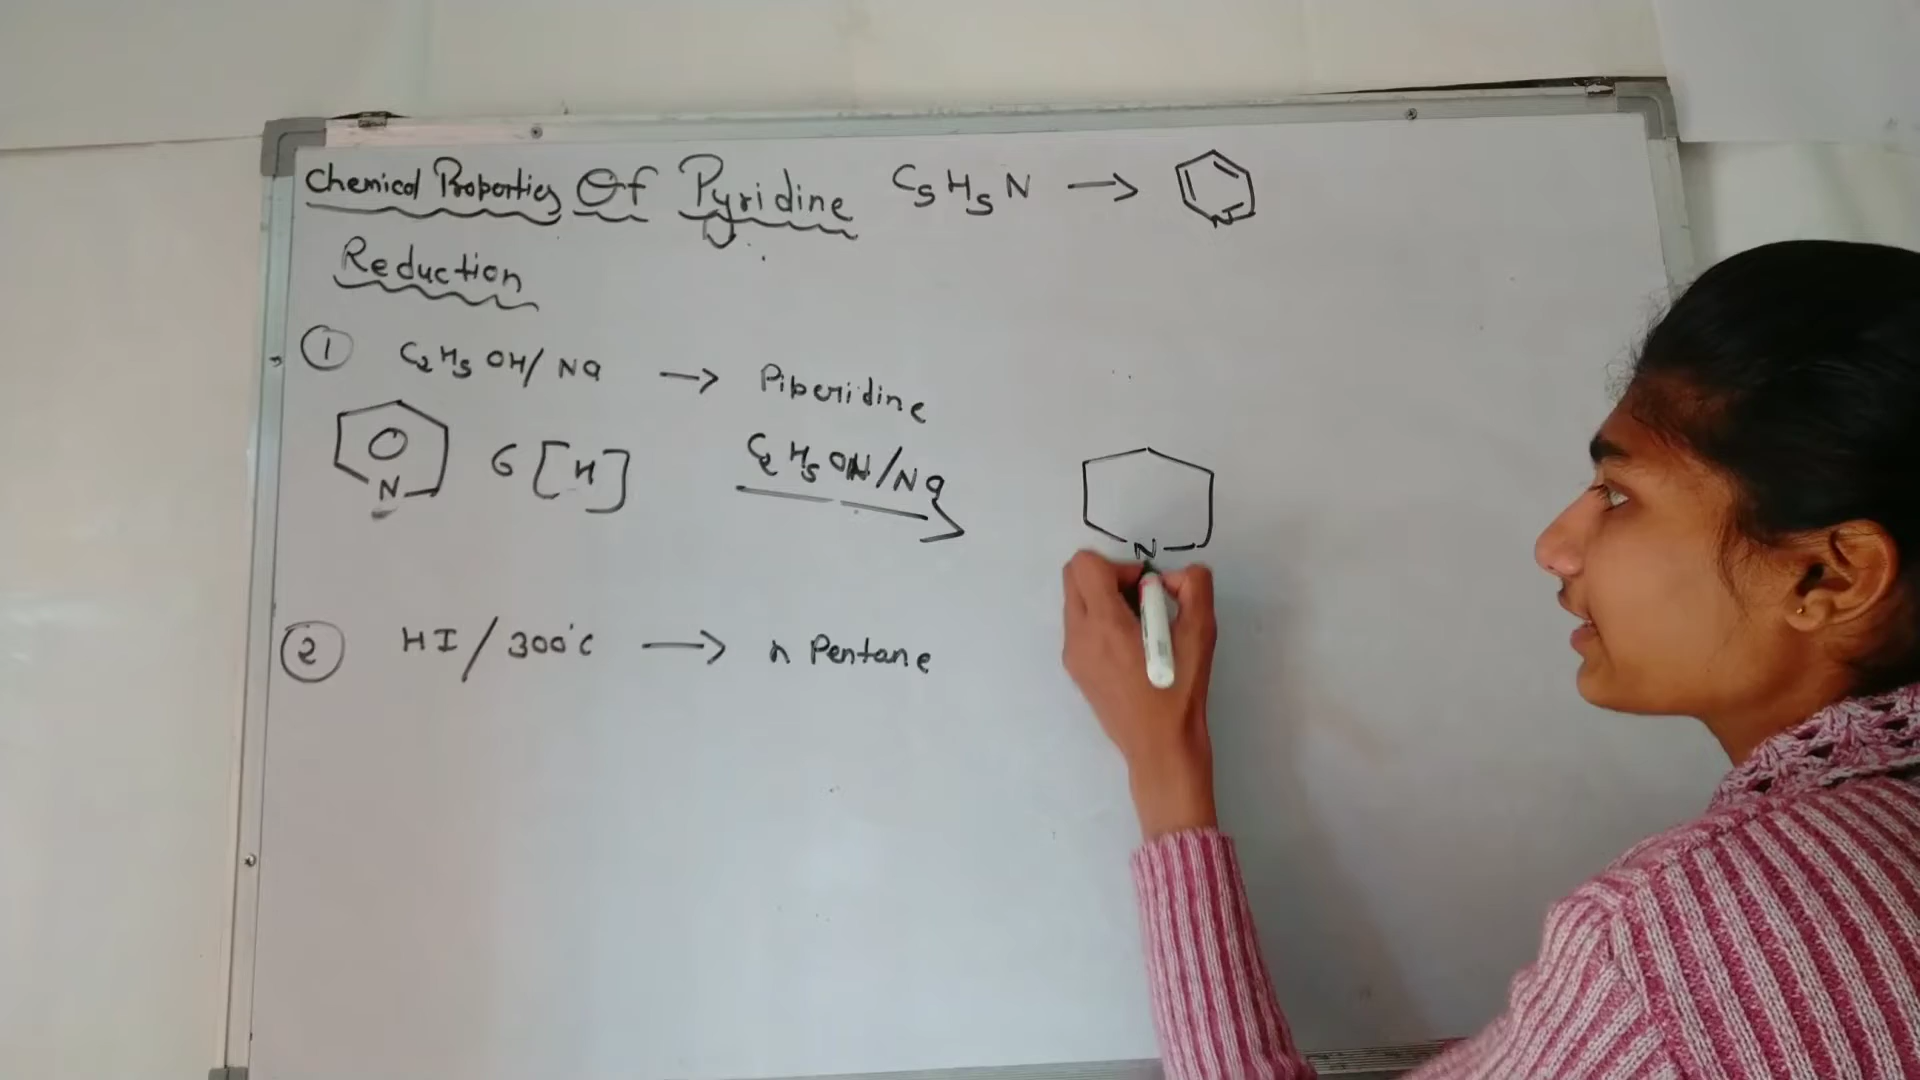 Chemical Properties Of Pyridine C5H5N →
N
Reduction
① C2H5OH/Na → Piperidine
N 6[H] C2H5OH/Na
N
② HI/300°C → n Pentane